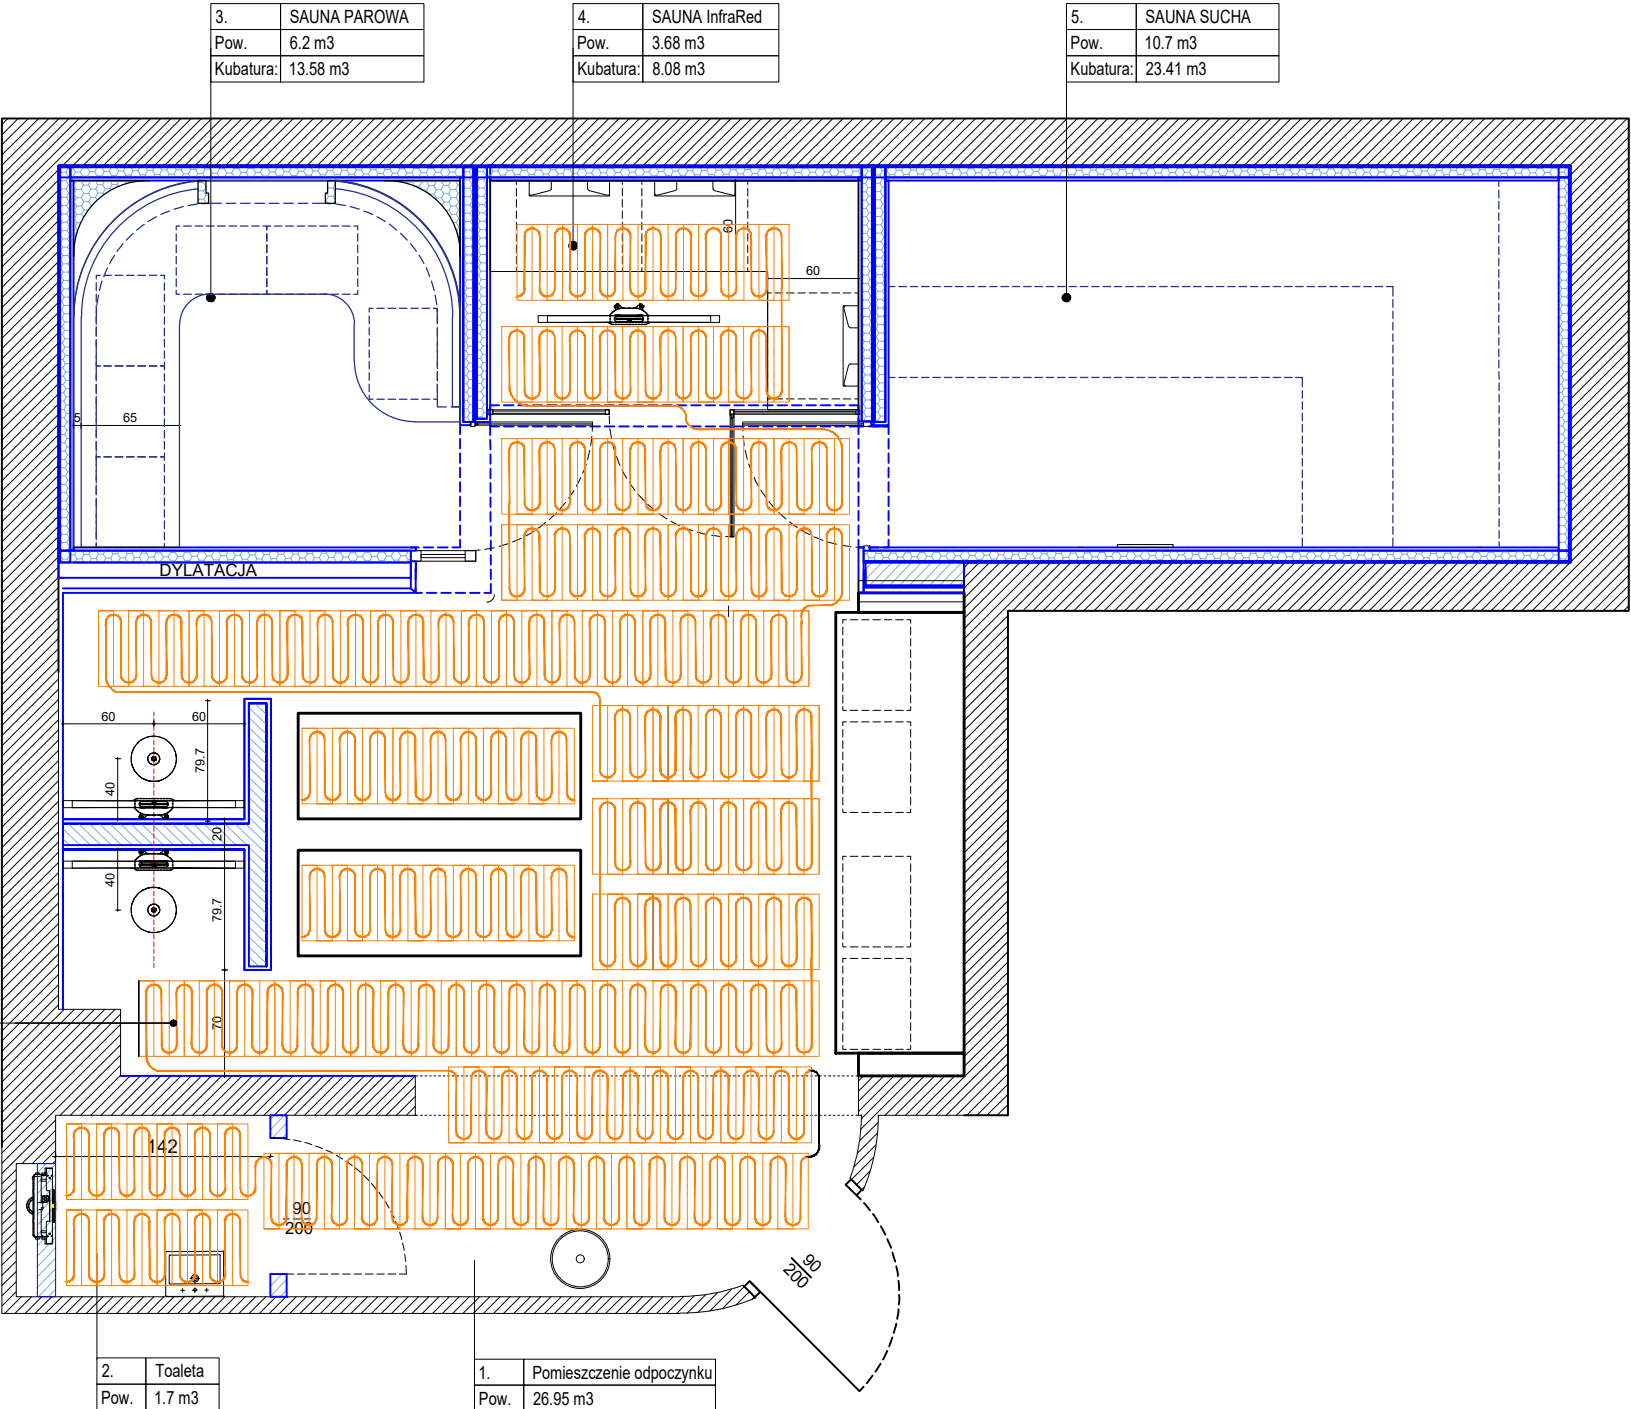 3. SAUNA PAROWA
Pow. 6.2 m3
Kubatura: 13.58 m3
4. SAUNA InfraRed
Pow. 3.68 m3
Kubatura: 8.08 m3
5. SAUNA SUCHA
Pow. 10.7 m3
Kubatura: 23.41 m3
60
60
5
65
DYLATACJA
60
60
79.7
40
20
40
79.7
70
142
90
200
90
200
2. Toaleta
Pow. 1.7 m3
1. Pomieszczenie odpoczynku
Pow. 26.95 m3